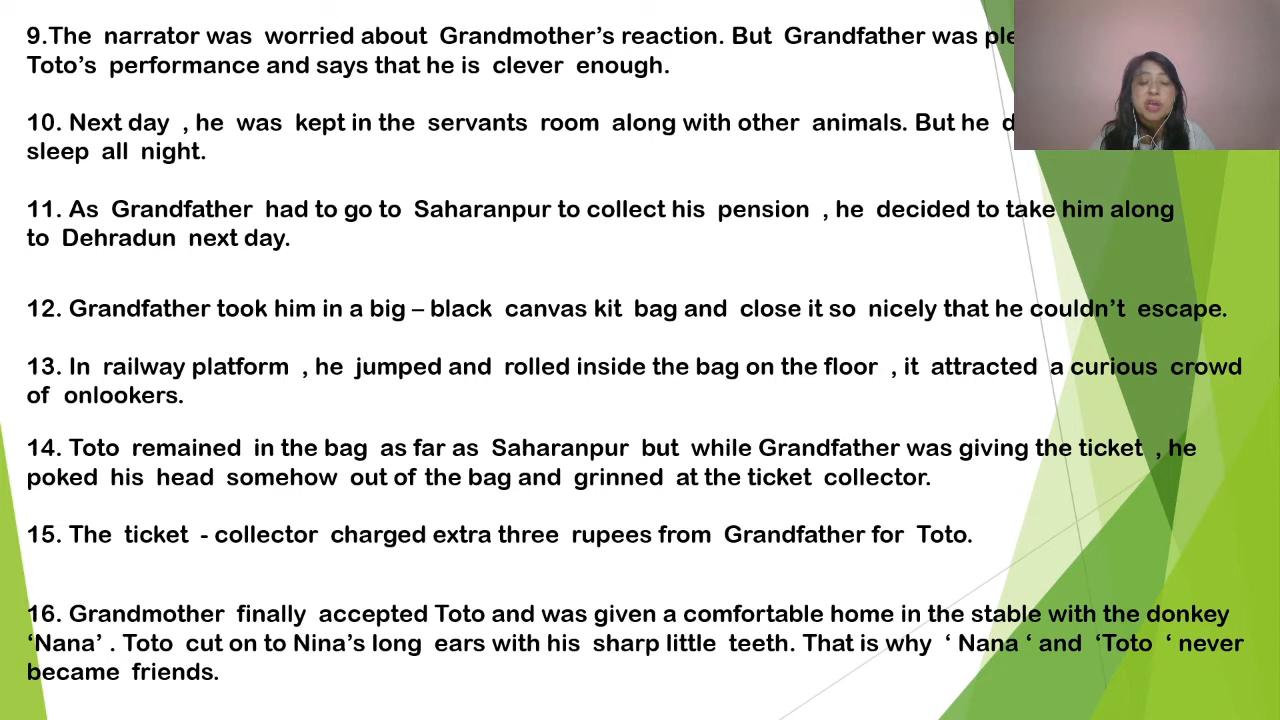 9.The narrator was worried about Grandmother’s reaction. But Grandfather was
Toto’s performance and says that he is clever enough.
10. Next day , he was kept in the servants room along with other animals. But he
sleep all night.
11. As Grandfather had to go to Saharanpur to collect his pension , he decided to take him along
to Dehradun next day.
12. Grandfather took him in a big – black canvas kit bag and close it so nicely that he couldn’t escape.
13. In railway platform , he jumped and rolled inside the bag on the floor , it attracted a curious crowd
of onlookers.
14. Toto remained in the bag as far as Saharanpur but while Grandfather was giving the ticket , he
poked his head somehow out of the bag and grinned at the ticket collector.
15. The ticket - collector charged extra three rupees from Grandfather for Toto.
16. Grandmother finally accepted Toto and was given a comfortable home in the stable with the donkey
‘Nana’ . Toto cut on to Nina’s long ears with his sharp little teeth. That is why ‘ Nana ‘ and ‘Toto ‘ never
became friends.